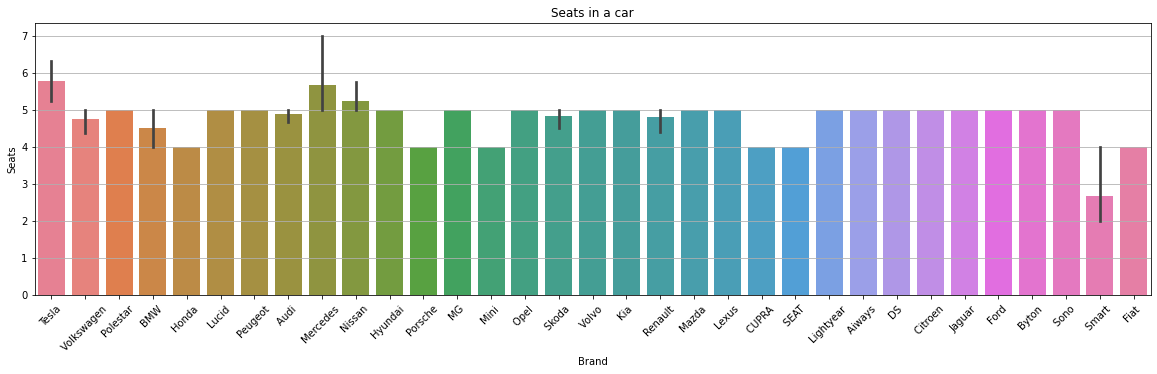 Seats in a car
Seats
7
6
5
4
3
2
1
0
Tesla
Volkswagen
Polestar
BMW
Honda
Lucid
Peugeot
Audi
Mercedes
Nissan
Hyundai
Porsche
MG
Mini
Opel
Skoda
Volvo
Kia
Renault
Mazda
Lexus
CUPRA
SEAT
Lightyear
Aiways
DS
Citroen
Jaguar
Ford
Byton
Sono
Smart
Fiat
Brand